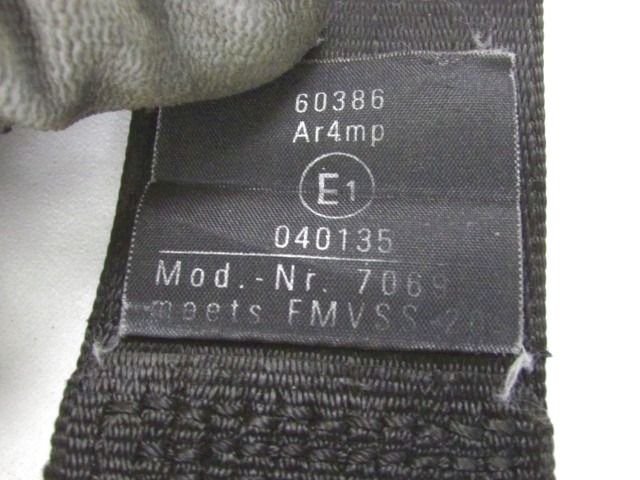 60386
Ar4mp
E1
040135
Mod.-Nr. 7069
meets FMVSS